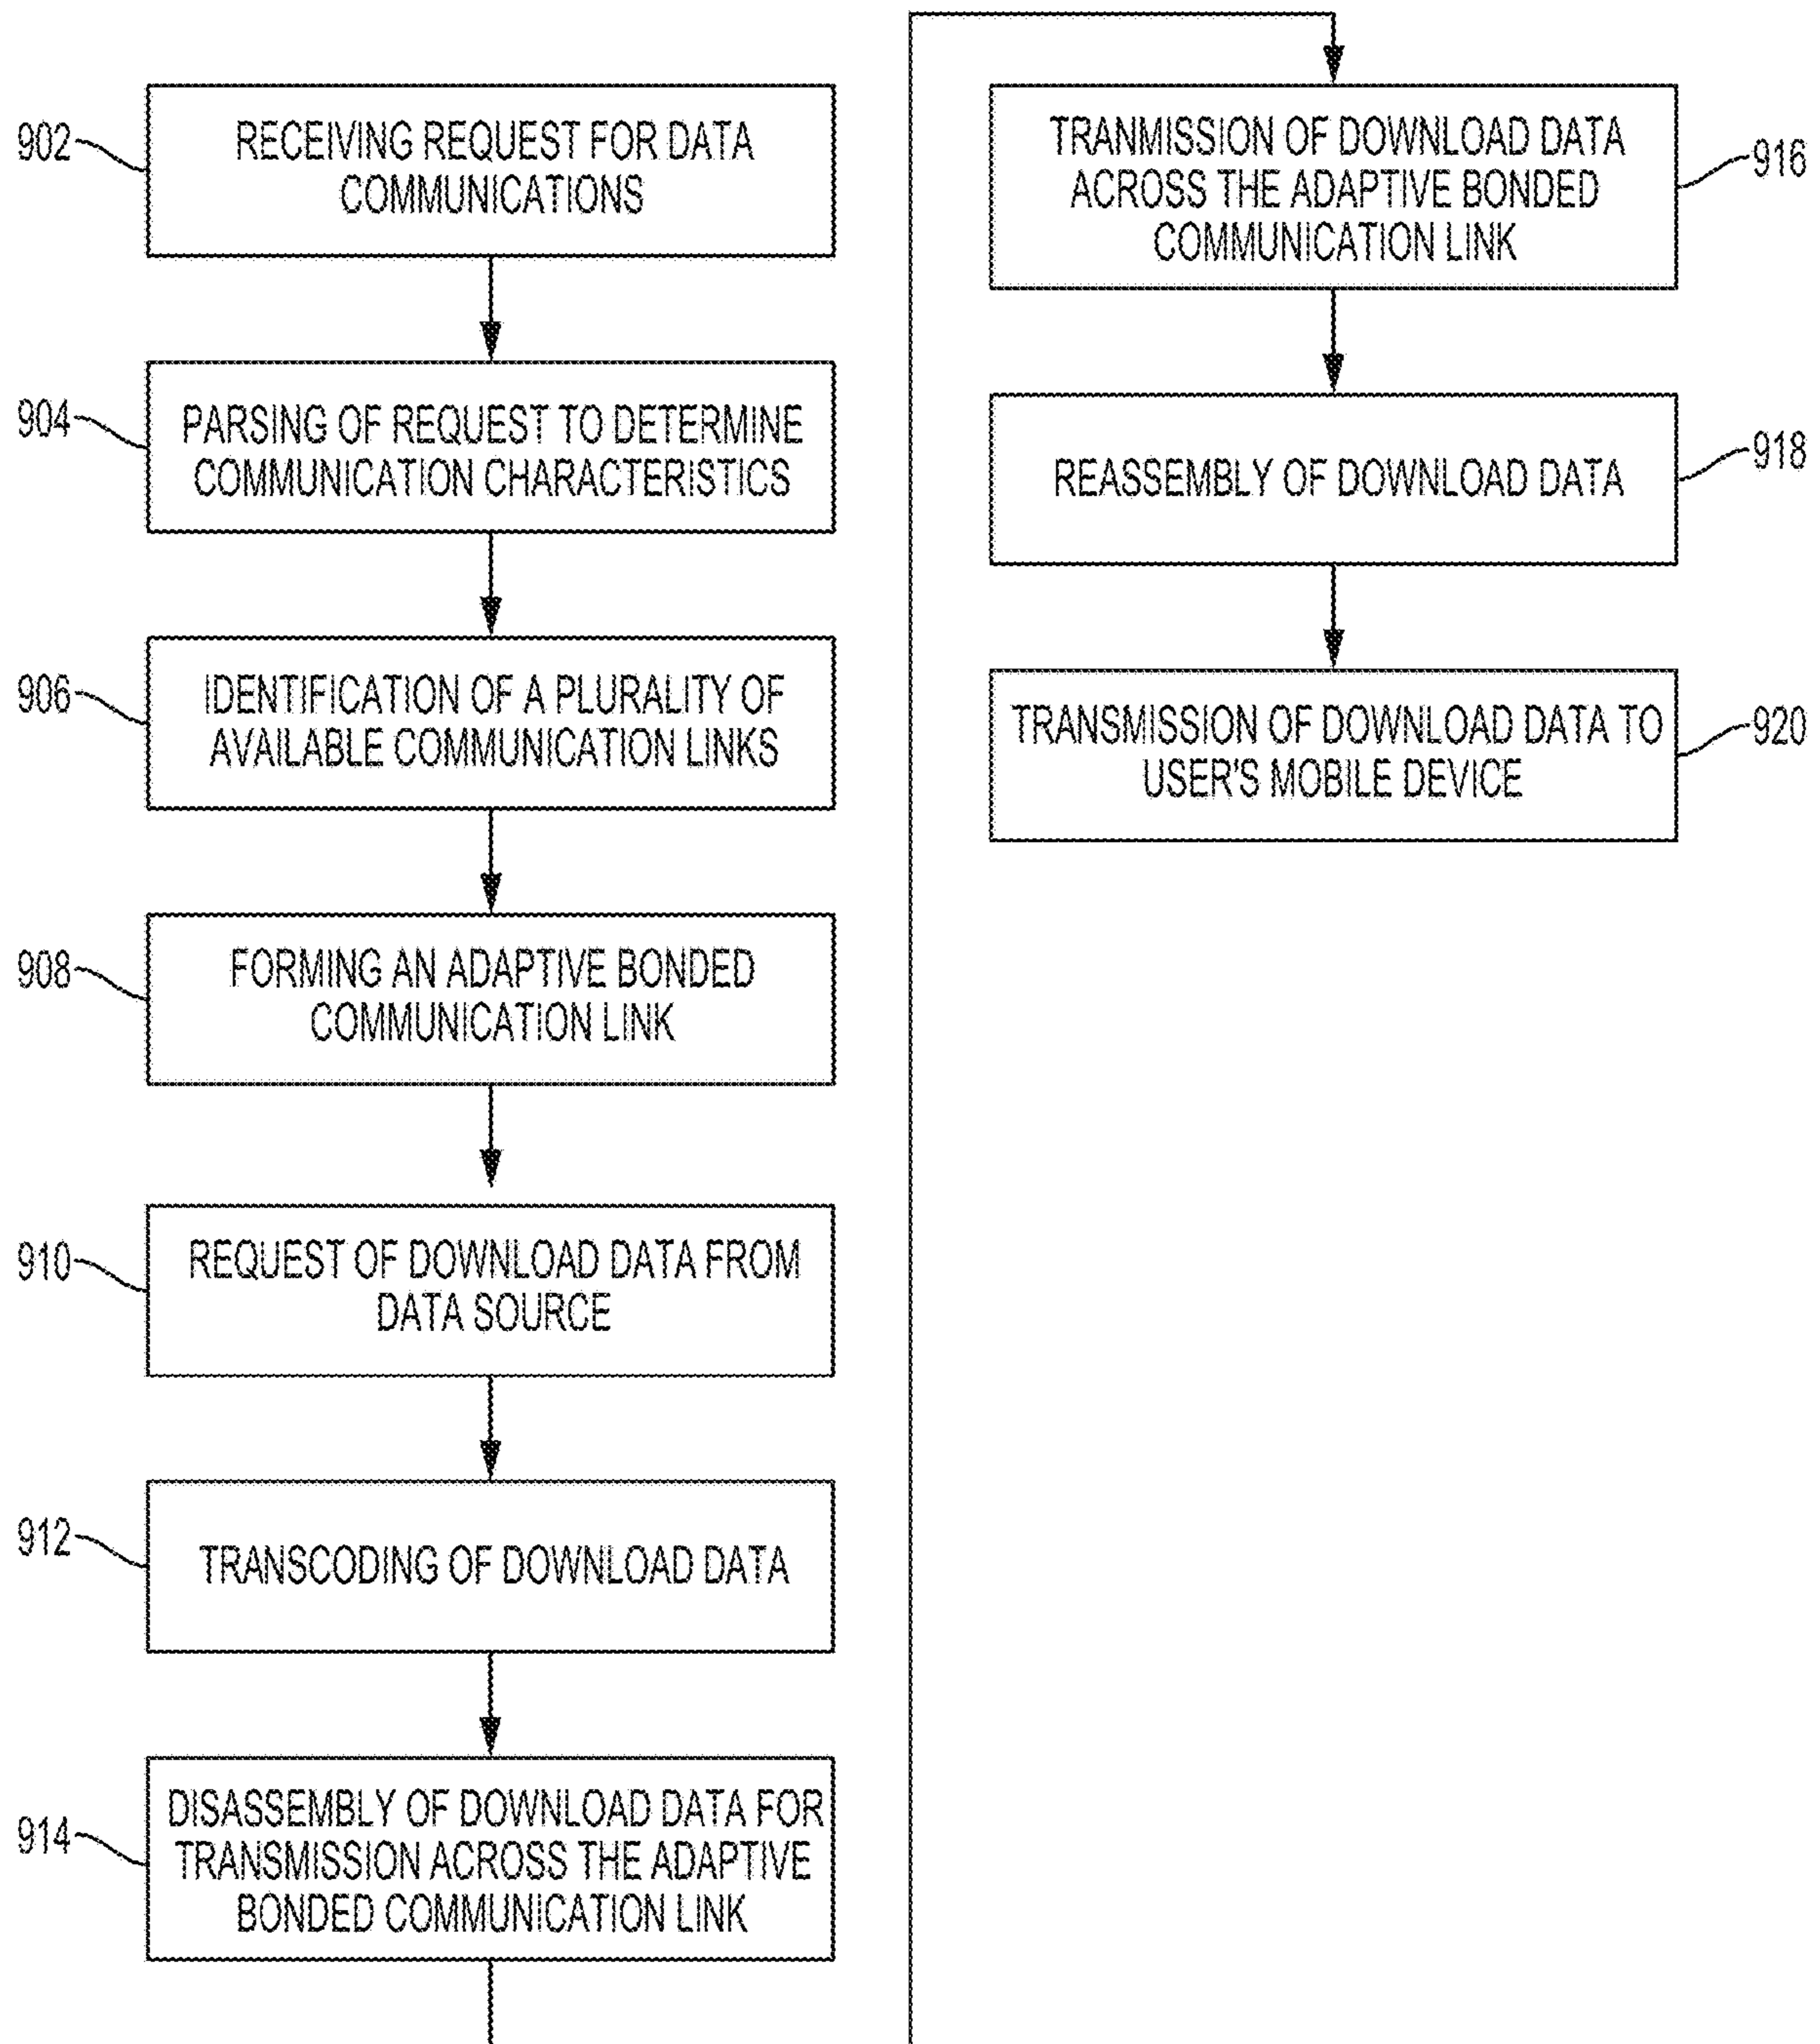 902
RECEIVING REQUEST FOR DATA
COMMUNICATIONS
904
PARSING OF REQUEST TO DETERMINE
COMMUNICATION CHARACTERISTICS
906
IDENTIFICATION OF A PLURALITY OF
AVAILABLE COMMUNICATION LINKS
908
FORMING AN ADAPTIVE BONDED
COMMUNICATION LINK
910
REQUEST OF DOWNLOAD DATA FROM
DATA SOURCE
912
TRANSCODING OF DOWNLOAD DATA
914
DISASSEMBLY OF DOWNLOAD DATA FOR
TRANSMISSION ACROSS THE ADAPTIVE
BONDED COMMUNICATION LINK
TRANMISSION OF DOWNLOAD DATA
ACROSS THE ADAPTIVE BONDED
COMMUNICATION LINK
916
REASSEMBLY OF DOWNLOAD DATA
918
TRANSMISSION OF DOWNLOAD DATA TO
USER'S MOBILE DEVICE
920